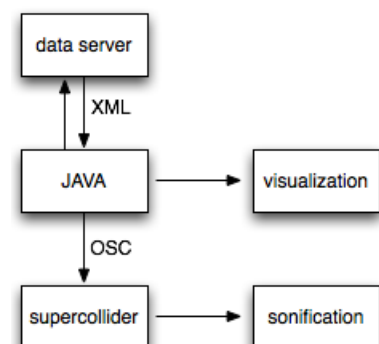 data server
XML
JAVA
visualization
OSC
supercollider
sonification